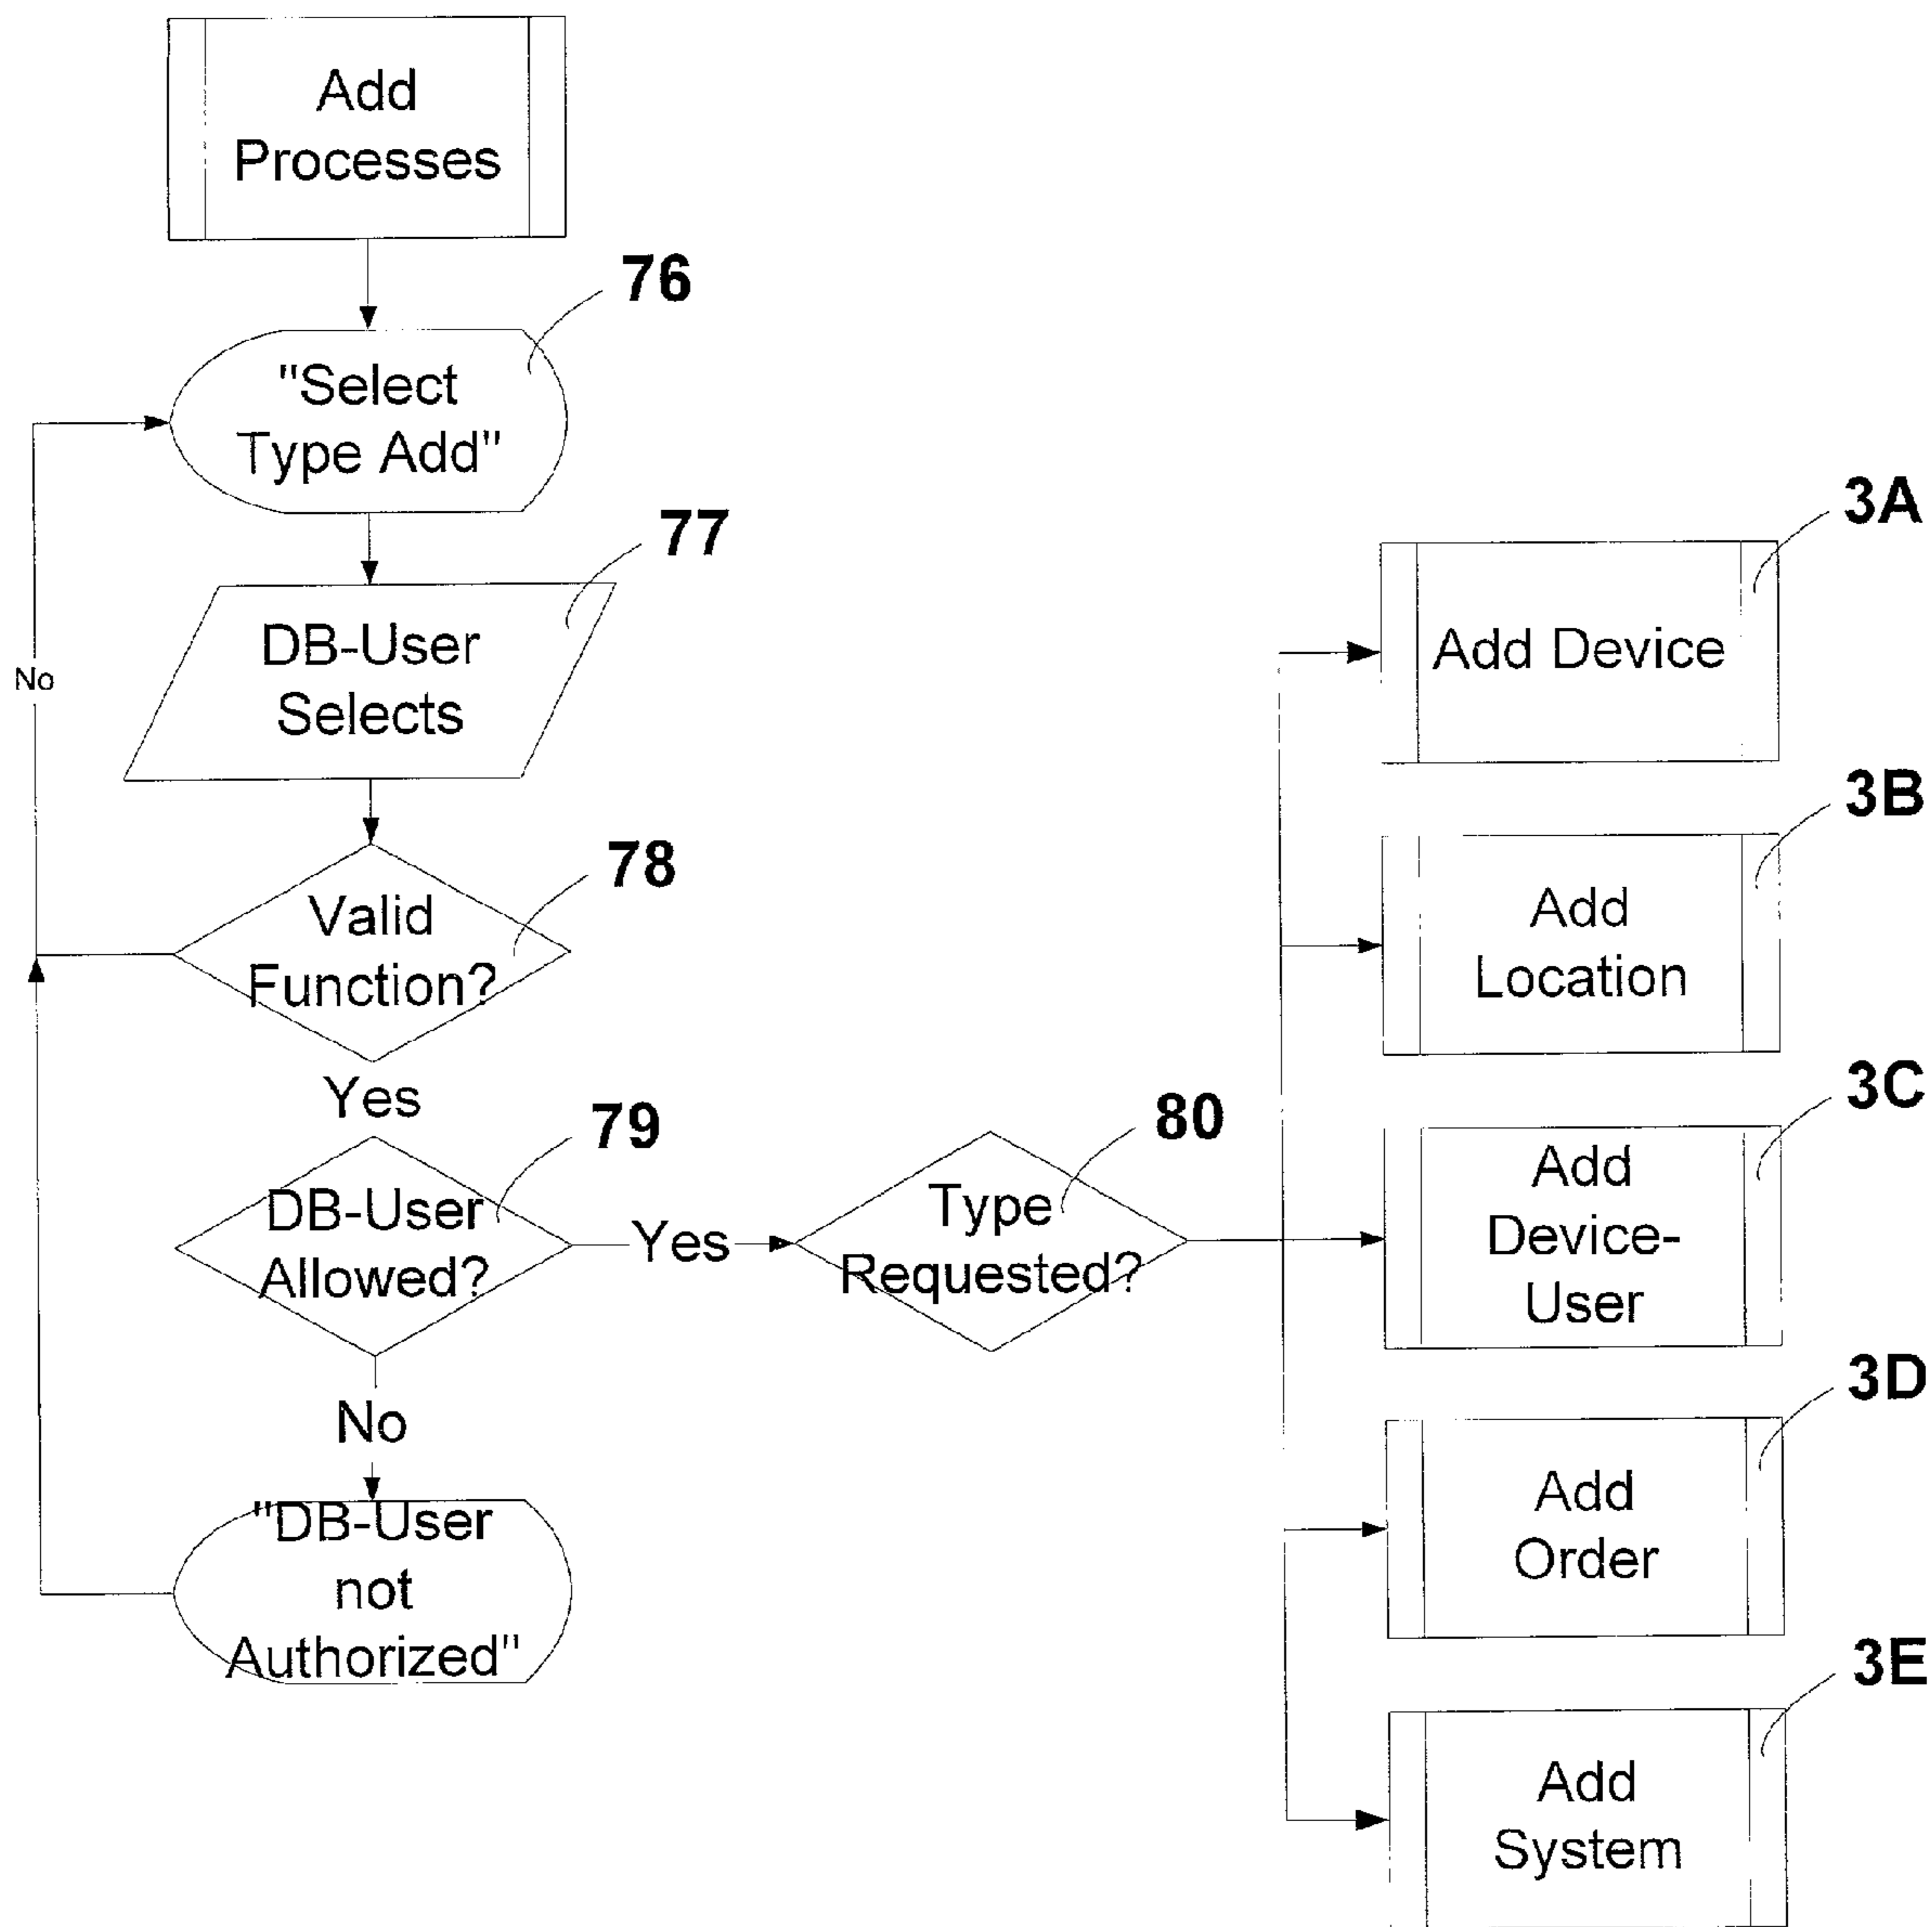 Add
Processes
76
"Select
Type Add"
77
DB-User
Selects
No
78
Valid
Function?
Yes
79
DB-User
Allowed?
Yes
80
Type
Requested?
No
"DB-User
not
Authorized"
3A
Add Device
3B
Add
Location
3C
Add
Device-
User
3D
Add
Order
3E
Add
System